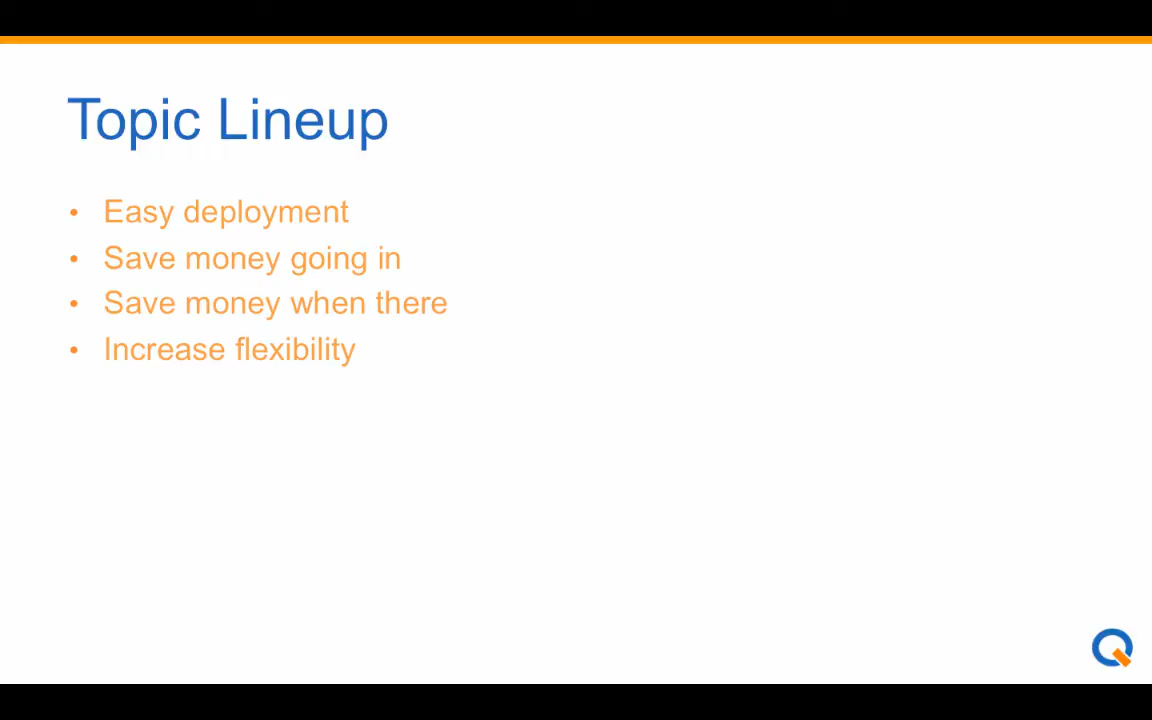 Topic Lineup
• Easy deployment
• Save money going in
• Save money when there
• Increase flexibility